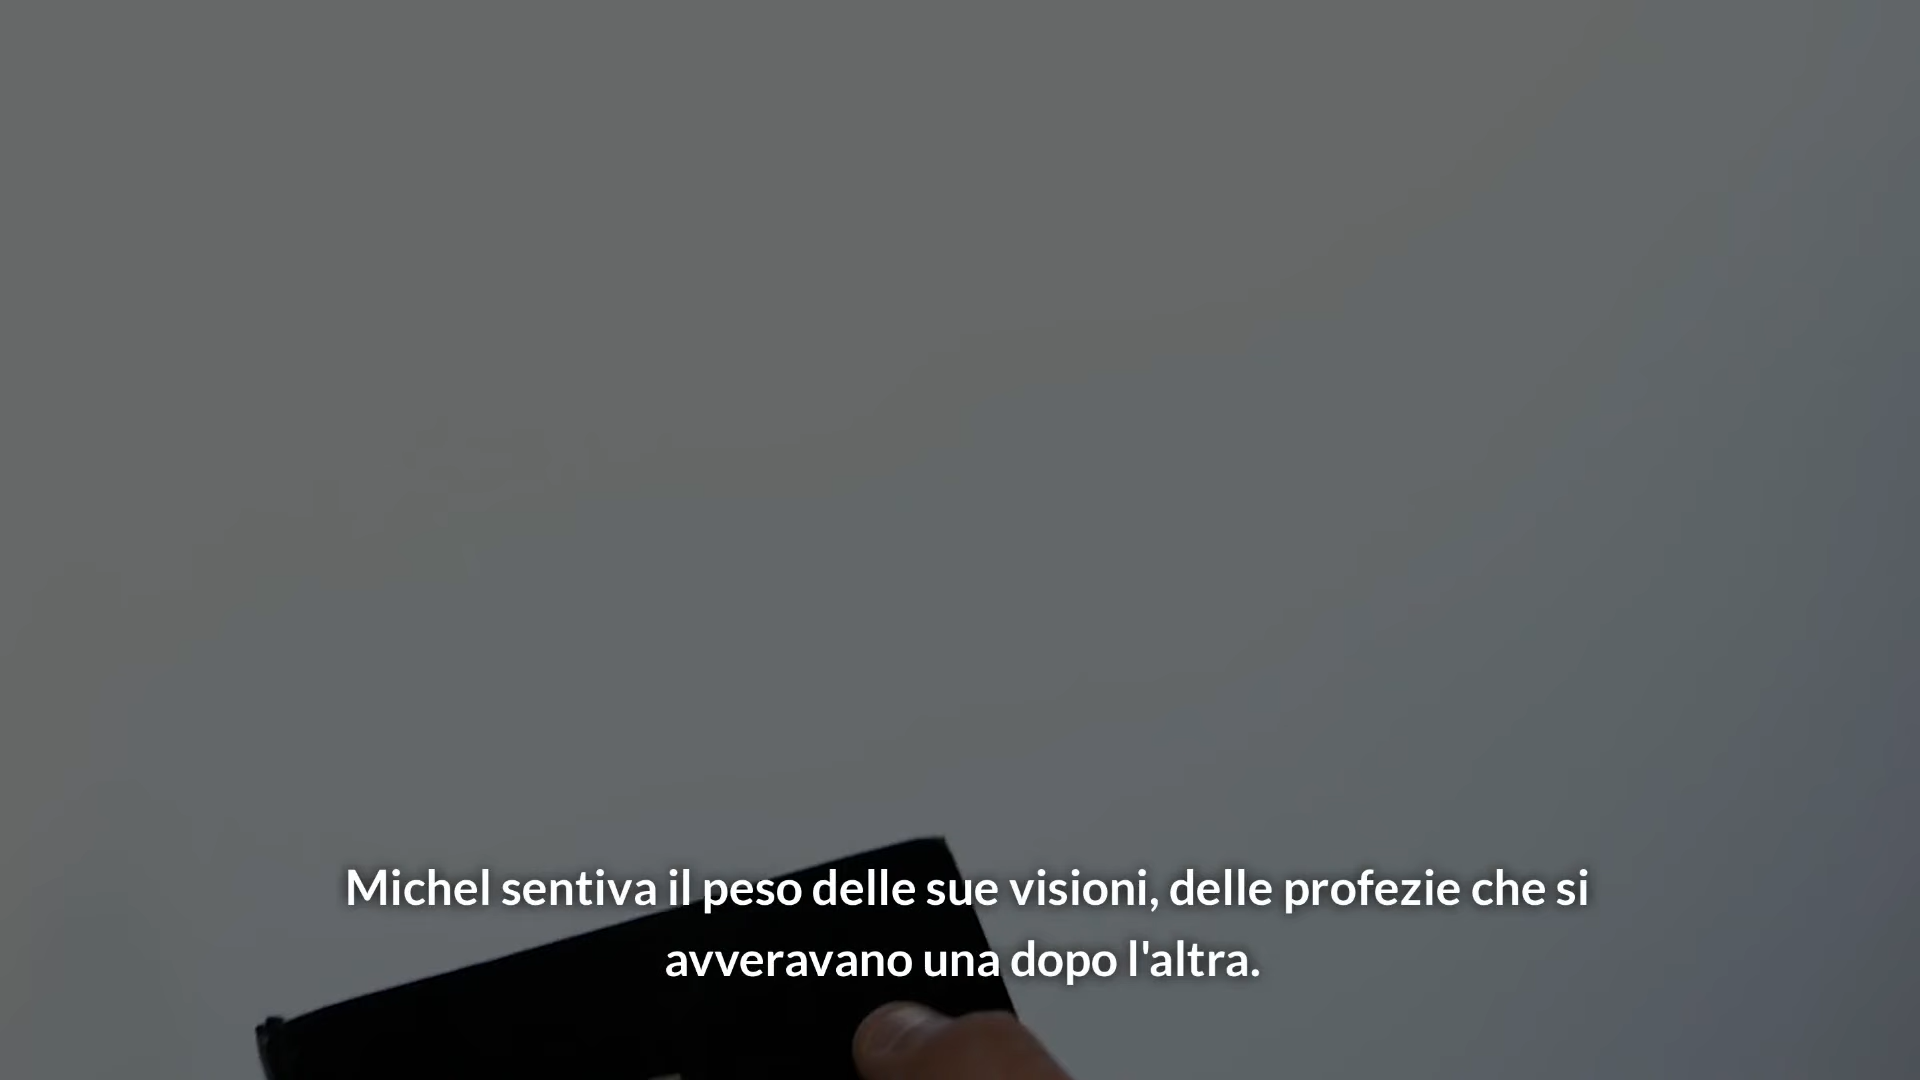 Michel sentiva il peso delle sue visioni, delle profezie che si
avveravano una dopo l'altra.